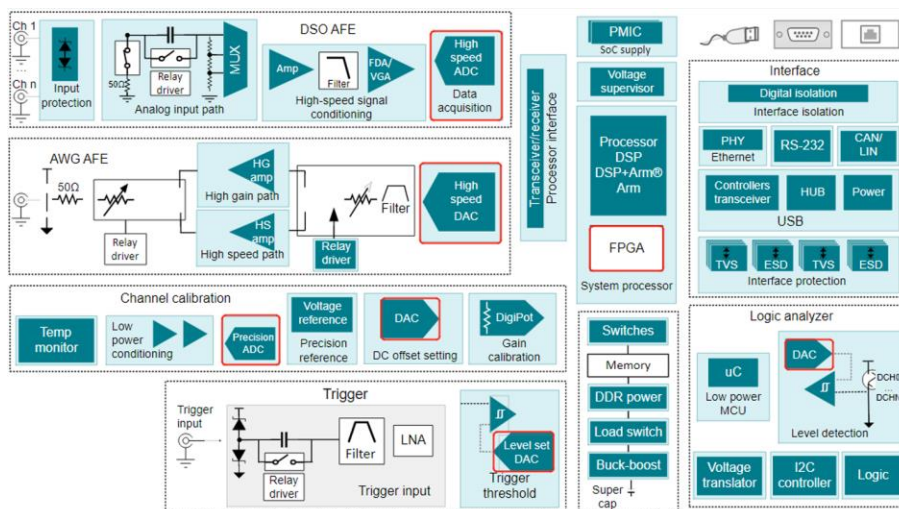 Ch 1
...
Ch n
Input
protection
50Ω
Relay
driver
Analog input path
MUX
DSO AFE
Amp
Filter
FDA/
VGA
High-speed signal
conditioning
High
speed
ADC
Data
acquisition
AWG AFE
50Ω
Relay
driver
HG
amp
High gain path
HS
amp
High speed path
Filter
Relay
driver
High
speed
DAC
Channel calibration
Temp
monitor
Low
power
conditioning
Precision
ADC
Voltage
reference
Precision
reference
DAC
DC offset setting
DigiPot
Gain
calibration
Trigger
Trigger
input
Relay
driver
Filter
LNA
Trigger input
Level set
DAC
Trigger
threshold
Transceiver/receiver
Processor interface
PMIC
SoC supply
Voltage
supervisor
Processor
DSP
DSP+Arm®
Arm
FPGA
System processor
Switches
Memory
DDR power
Load switch
Buck-boost
Super
cap
Interface
Digital isolation
Interface isolation
PHY
Ethernet
RS-232
CAN/
LIN
Controllers
transceiver
HUB
Power
USB
TVS
ESD
TVS
ESD
Interface protection
Logic analyzer
uC
Low power
MCU
DAC
DCH0
...
DCHN
Level detection
Voltage
translator
I2C
controller
Logic